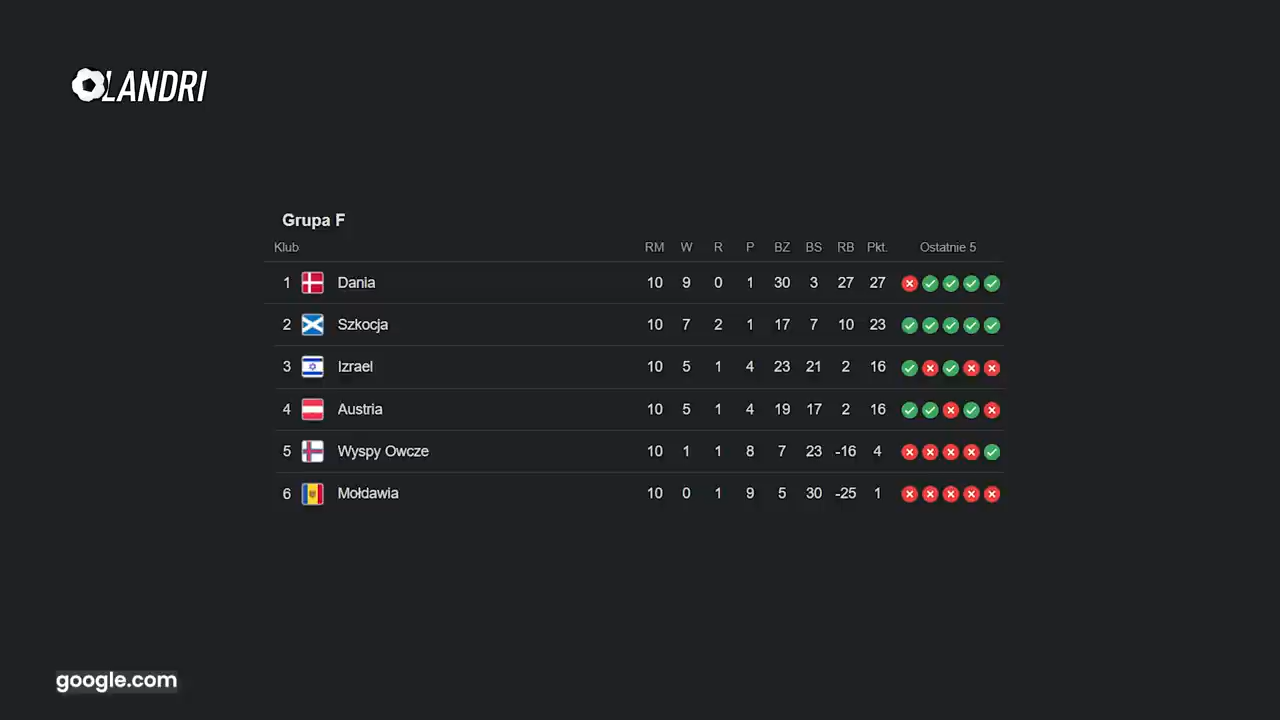 LANDRI
Grupa F
Klub RM W R P BZ BS RB Pkt. Ostatnie 5
1 Dania 10 9 0 1 30 3 27 27
2 Szkocja 10 7 2 1 17 7 10 23
3 Izrael 10 5 1 4 23 21 2 16
4 Austria 10 5 1 4 19 17 2 16
5 Wyspy Owcze 10 1 1 8 7 23 -16 4
6 Mołdawia 10 0 1 9 5 30 -25 1
google.com